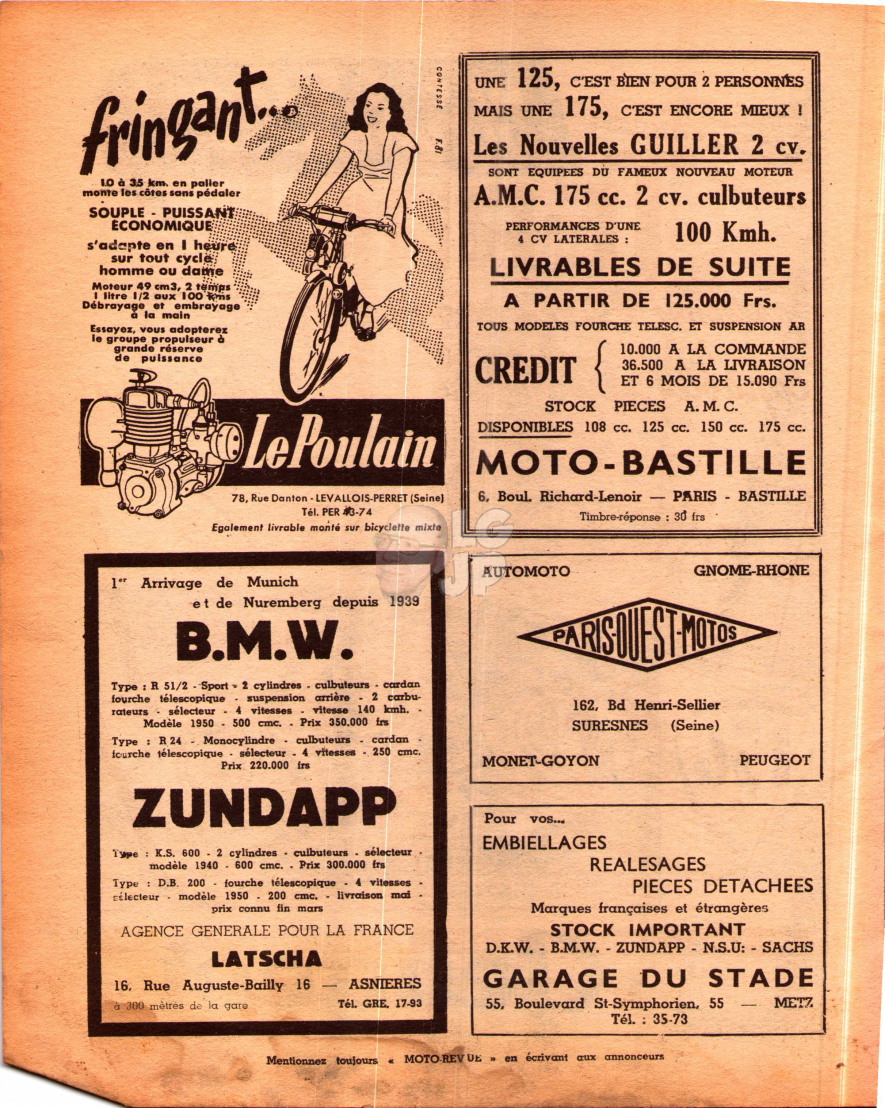 fringant...
10 à 35 km. en palier
monte les côtes sans pédaler
SOUPLE - PUISSANT
ÉCONOMIQUE
s'adapte en 1 heure
sur tout cycle
homme ou dame
Moteur 49 cm3, 2 temps
1 litre 1/2 aux 100 kms
Débrayage et embrayage
à la main
Essayez, vous adopterez
le groupe propulseur à
grande réserve
de puissance
CONTESSE F.81
Le Poulain
78, Rue Danton - LEVALLOIS-PERRET (Seine)
Tél. PER 43-74
Egalement livrable monté sur bicyclette mixte
UNE 125, C'EST BIEN POUR 2 PERSONNES
MAIS UNE 175, C'EST ENCORE MIEUX !
Les Nouvelles GUILLER 2 cv.
SONT EQUIPEES DU FAMEUX NOUVEAU MOTEUR
A.M.C. 175 cc. 2 cv. culbuteurs
PERFORMANCES D'UNE
4 CV LATERALES : 100 Kmh.
LIVRABLES DE SUITE
A PARTIR DE 125.000 Frs.
TOUS MODELES FOURCHE TELESC. ET SUSPENSION AR
CREDIT { 10.000 A LA COMMANDE
36.500 A LA LIVRAISON
ET 6 MOIS DE 15.090 Frs
STOCK PIECES A.M.C.
DISPONIBLES 108 cc. 125 cc. 150 cc. 175 cc.
MOTO-BASTILLE
6, Boul. Richard-Lenoir — PARIS - BASTILLE
Timbre-réponse : 30 frs
LG
JP
1er Arrivage de Munich
et de Nuremberg depuis 1939
B.M.W.
Type : R 51/2 - Sport - 2 cylindres - culbuteurs - cardan
fourche télescopique - suspension arrière - 2 carbu-
rateurs - sélecteur - 4 vitesses - vitesse 140 kmh. -
Modèle 1950 - 500 cmc. - Prix 350.000 frs
Type : R 24 - Monocylindre - culbuteurs - cardan -
fourche télescopique - sélecteur - 4 vitesses - 250 cmc.
Prix 220.000 frs
ZUNDAPP
Type : K.S. 600 - 2 cylindres - culbuteurs - sélecteur -
modèle 1940 - 600 cmc. - Prix 300.000 frs
Type : D.B. 200 - fourche télescopique - 4 vitesses -
sélecteur - modèle 1950 - 200 cmc. - livraison mai -
prix connu fin mars
AGENCE GENERALE POUR LA FRANCE
LATSCHA
16, Rue Auguste-Bailly 16 — ASNIERES
à 300 mètres de la gare Tél. GRE. 17-93
AUTOMOTO GNOME-RHONE
PARIS-OUEST-MOTOS
162, Bd Henri-Sellier
SURESNES (Seine)
MONET-GOYON PEUGEOT
Pour vos...
EMBIELLAGES
REALESAGES
PIECES DETACHEES
Marques françaises et étrangères
STOCK IMPORTANT
D.K.W. - B.M.W. - ZUNDAPP - N.S.U: - SACHS
GARAGE DU STADE
55, Boulevard St-Symphorien, 55 — METZ
Tél. : 35-73
Mentionnez toujours « MOTO-REVUE » en écrivant aux annonceurs